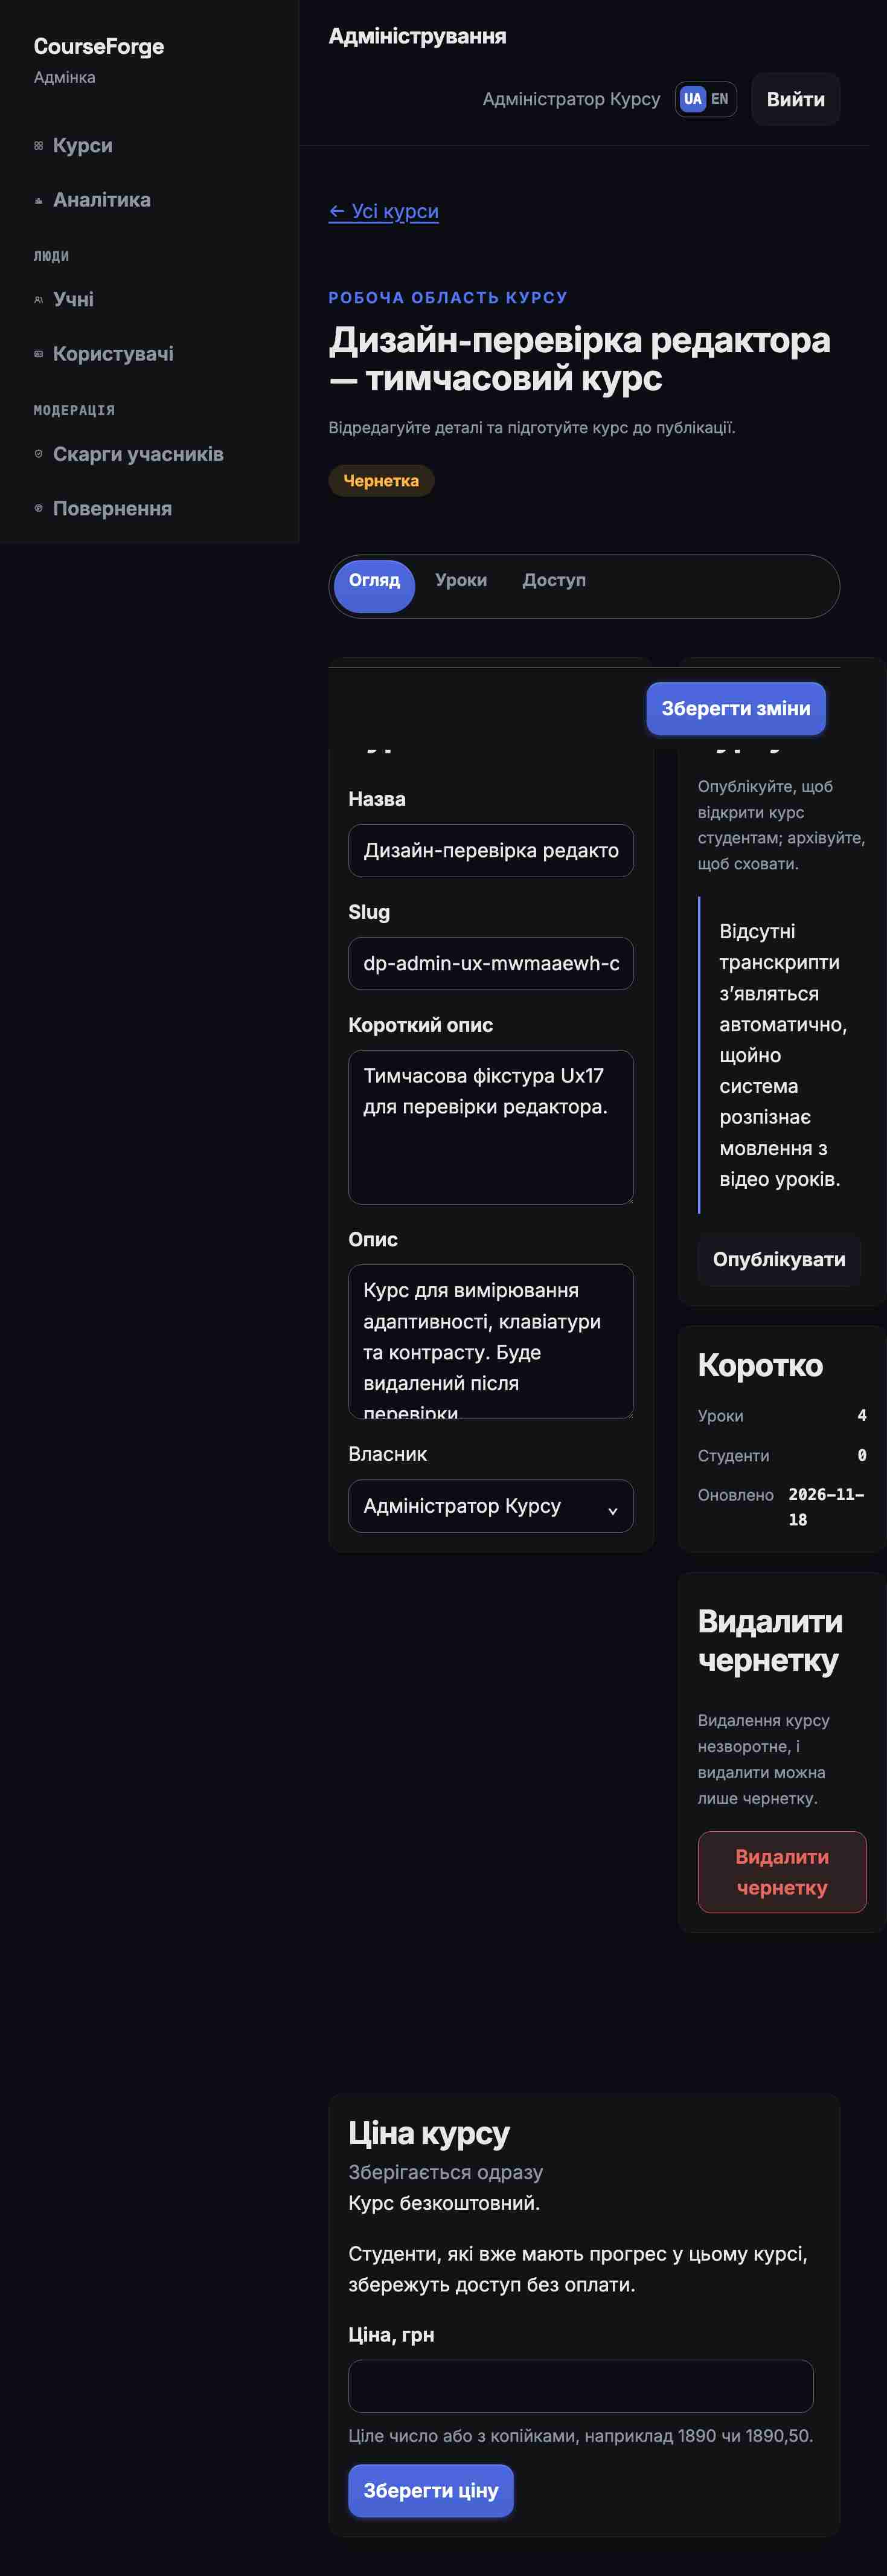 CourseForge
Адмінка
Курси
Аналітика
ЛЮДИ
Учні
Користувачі
МОДЕРАЦІЯ
Скарги учасників
Повернення
Адміністрування
Адміністратор Курсу
UA EN
Вийти
← Усі курси
РОБОЧА ОБЛАСТЬ КУРСУ
Дизайн-перевірка редактора
— тимчасовий курс
Відредагуйте деталі та підготуйте курс до публікації.
Чернетка
Огляд Уроки Доступ
Зберегти зміни
Назва
Дизайн-перевірка редакто
Slug
dp-admin-ux-mwmaaewh-c
Короткий опис
Тимчасова фікстура Ux17
для перевірки редактора.
Опис
Курс для вимірювання
адаптивності, клавіатури
та контрасту. Буде
видалений після
перевірки
Власник
Адміністратор Курсу
Опублікуйте, щоб
відкрити курс
студентам; архівуйте,
щоб сховати.
Відсутні
транскрипти
з’являться
автоматично,
щойно
система
розпізнає
мовлення з
відео уроків.
Опублікувати
Коротко
Уроки 4
Студенти 0
Оновлено 2026-11-
18
Видалити
чернетку
Видалення курсу
незворотне, і
видалити можна
лише чернетку.
Видалити
чернетку
Ціна курсу
Зберігається одразу
Курс безкоштовний.
Студенти, які вже мають прогрес у цьому курсі,
збережуть доступ без оплати.
Ціна, грн
Ціле число або з копійками, наприклад 1890 чи 1890,50.
Зберегти ціну